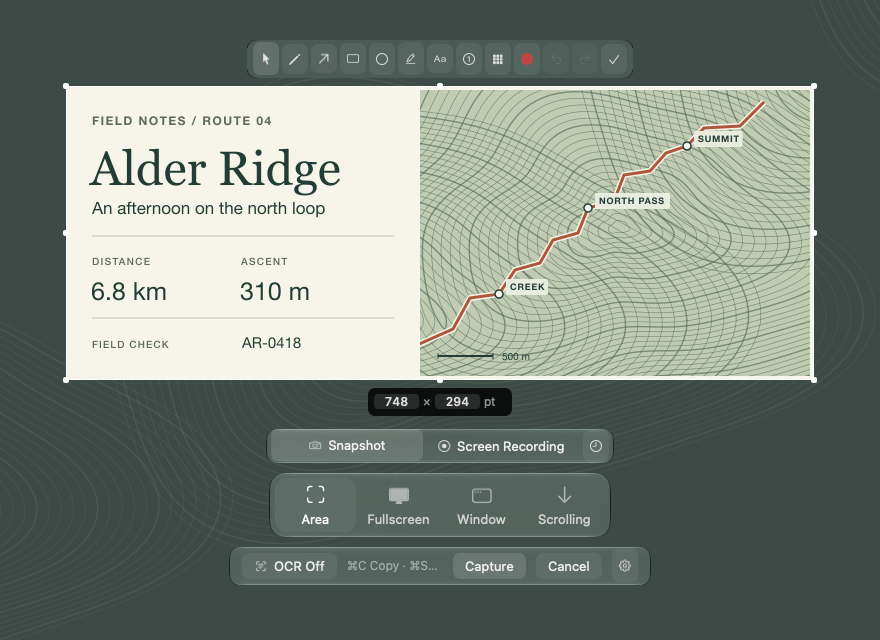 Aa
1
FIELD NOTES / ROUTE 04
Alder Ridge
An afternoon on the north loop
DISTANCE
ASCENT
6.8 km
310 m
FIELD CHECK
AR-0418
SUMMIT
NORTH PASS
CREEK
500 m
748 × 294 pt
Snapshot
Screen Recording
Area
Fullscreen
Window
Scrolling
OCR Off
⌘C Copy · ⌘S…
Capture
Cancel